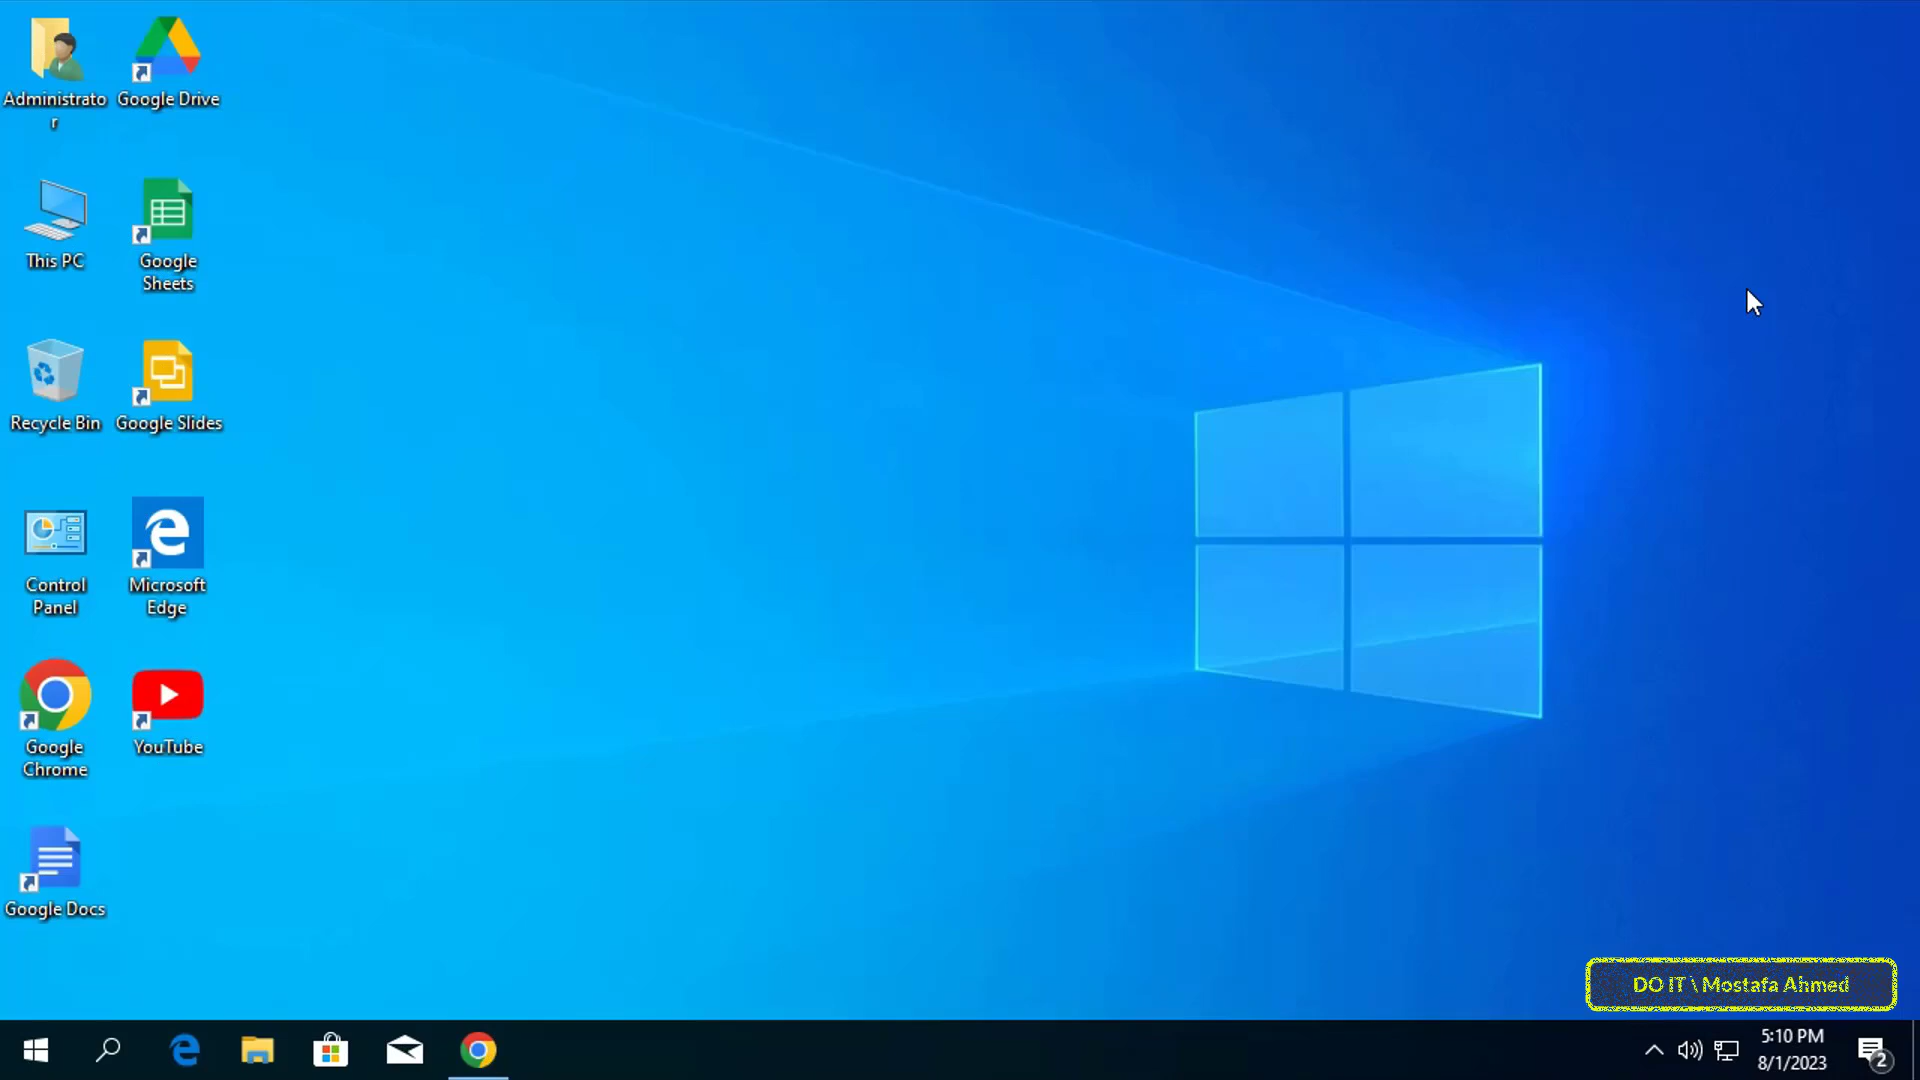 Administrato
r
Google Drive
This PC
Google
Sheets
Recycle Bin
Google Slides
Control
Panel
Microsoft
Edge
Google
Chrome
YouTube
Google Docs
DO IT \ Mostafa Ahmed
5:10 PM
8/1/2023
2